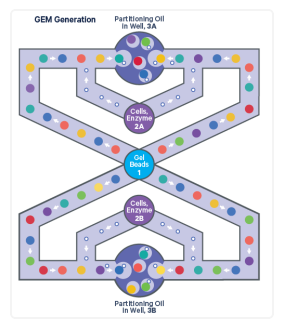 GEM Generation
Partitioning Oil
in Well, 3A
Cells,
Enzyme
2A
Gel
Beads
1
Cells,
Enzyme
2B
Partitioning Oil
in Well, 3B